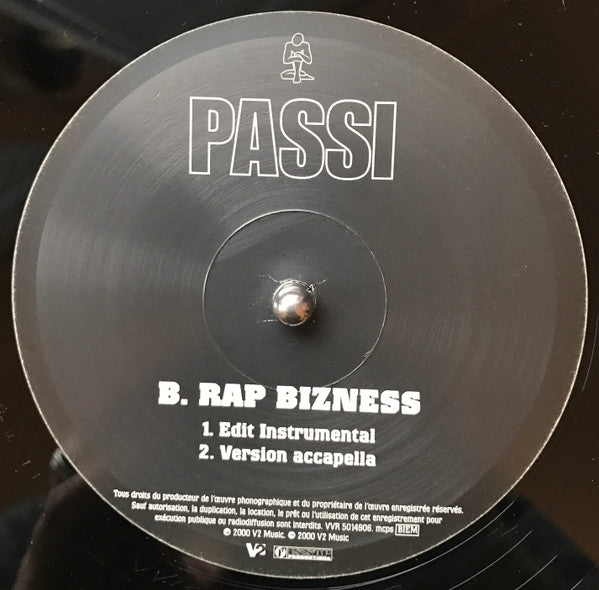 PASSI
B. RAP BIZNESS
1. Edit Instrumental
2. Version accapella
Tous droits du producteur de l'œuvre phonographique et du propriétaire de l'œuvre enregistrée réservés.
Sauf autorisation, la duplication, la location, le prêt ou l'utilisation de cet enregistrement pour
exécution publique ou radiodiffusion sont interdits. VVR 5014906. mcps BIEM
℗ 2000 V2 Music. © 2000 V2 Music
V2